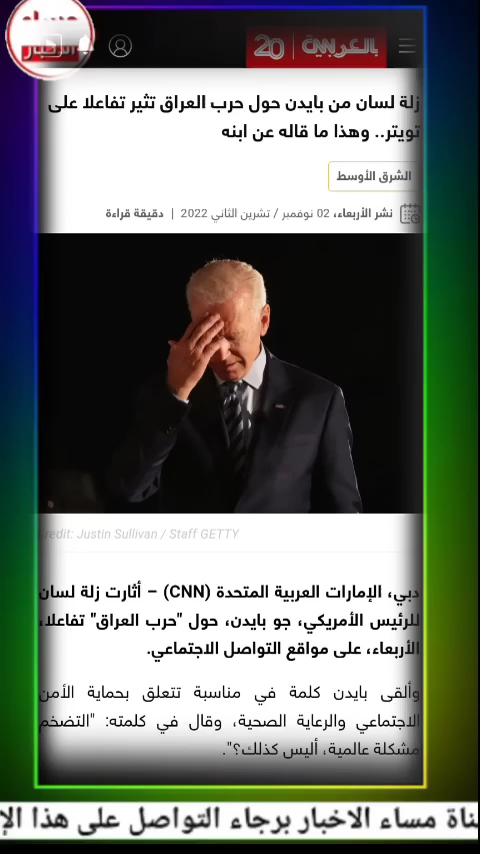 مساء
الاخبار
بالعربية CNN | 20
زلة لسان من بايدن حول حرب العراق تثير تفاعلا على
تويتر.. وهذا ما قاله عن ابنه
الشرق الأوسط
نشر الأربعاء، 02 نوفمبر / تشرين الثاني 2022 | دقيقة قراءة
Credit: Justin Sullivan / Staff GETTY
دبي، الإمارات العربية المتحدة (CNN) – أثارت زلة لسان
للرئيس الأمريكي، جو بايدن، حول "حرب العراق" تفاعلا،
الأربعاء، على مواقع التواصل الاجتماعي.
وألقى بايدن كلمة في مناسبة تتعلق بحماية الأمن
الاجتماعي والرعاية الصحية، وقال في كلمته: "التضخم
مشكلة عالمية، أليس كذلك؟".
مساء الاخبار برجاء التواصل على هذا